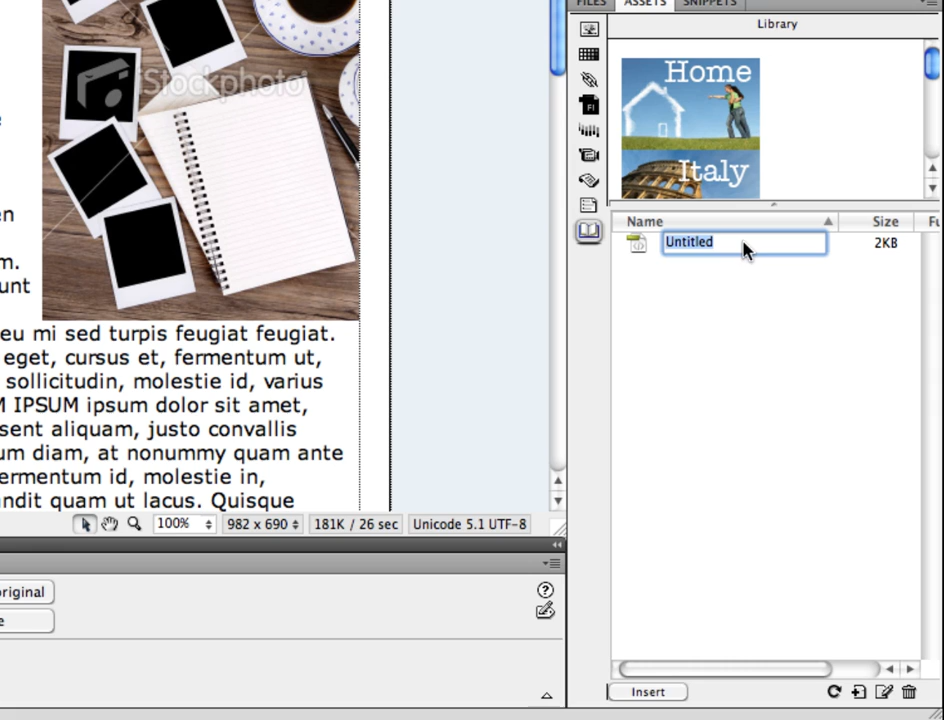 FILES ASSETS SNIPPETS
Library
Home
Italy
Name Size Fu
Untitled 2KB
iStockphoto
en
m.
unt
eu mi sed turpis feugiat feugiat.
eget, cursus et, fermentum ut,
sollicitudin, molestie id, varius
M IPSUM ipsum dolor sit amet,
sent aliquam, justo convallis
um diam, at nonummy quam ante
ermentum id, molestie in,
ndit quam ut lacus. Quisque
100% 982 x 690 181K / 26 sec Unicode 5.1 UTF-8
original
e
Insert